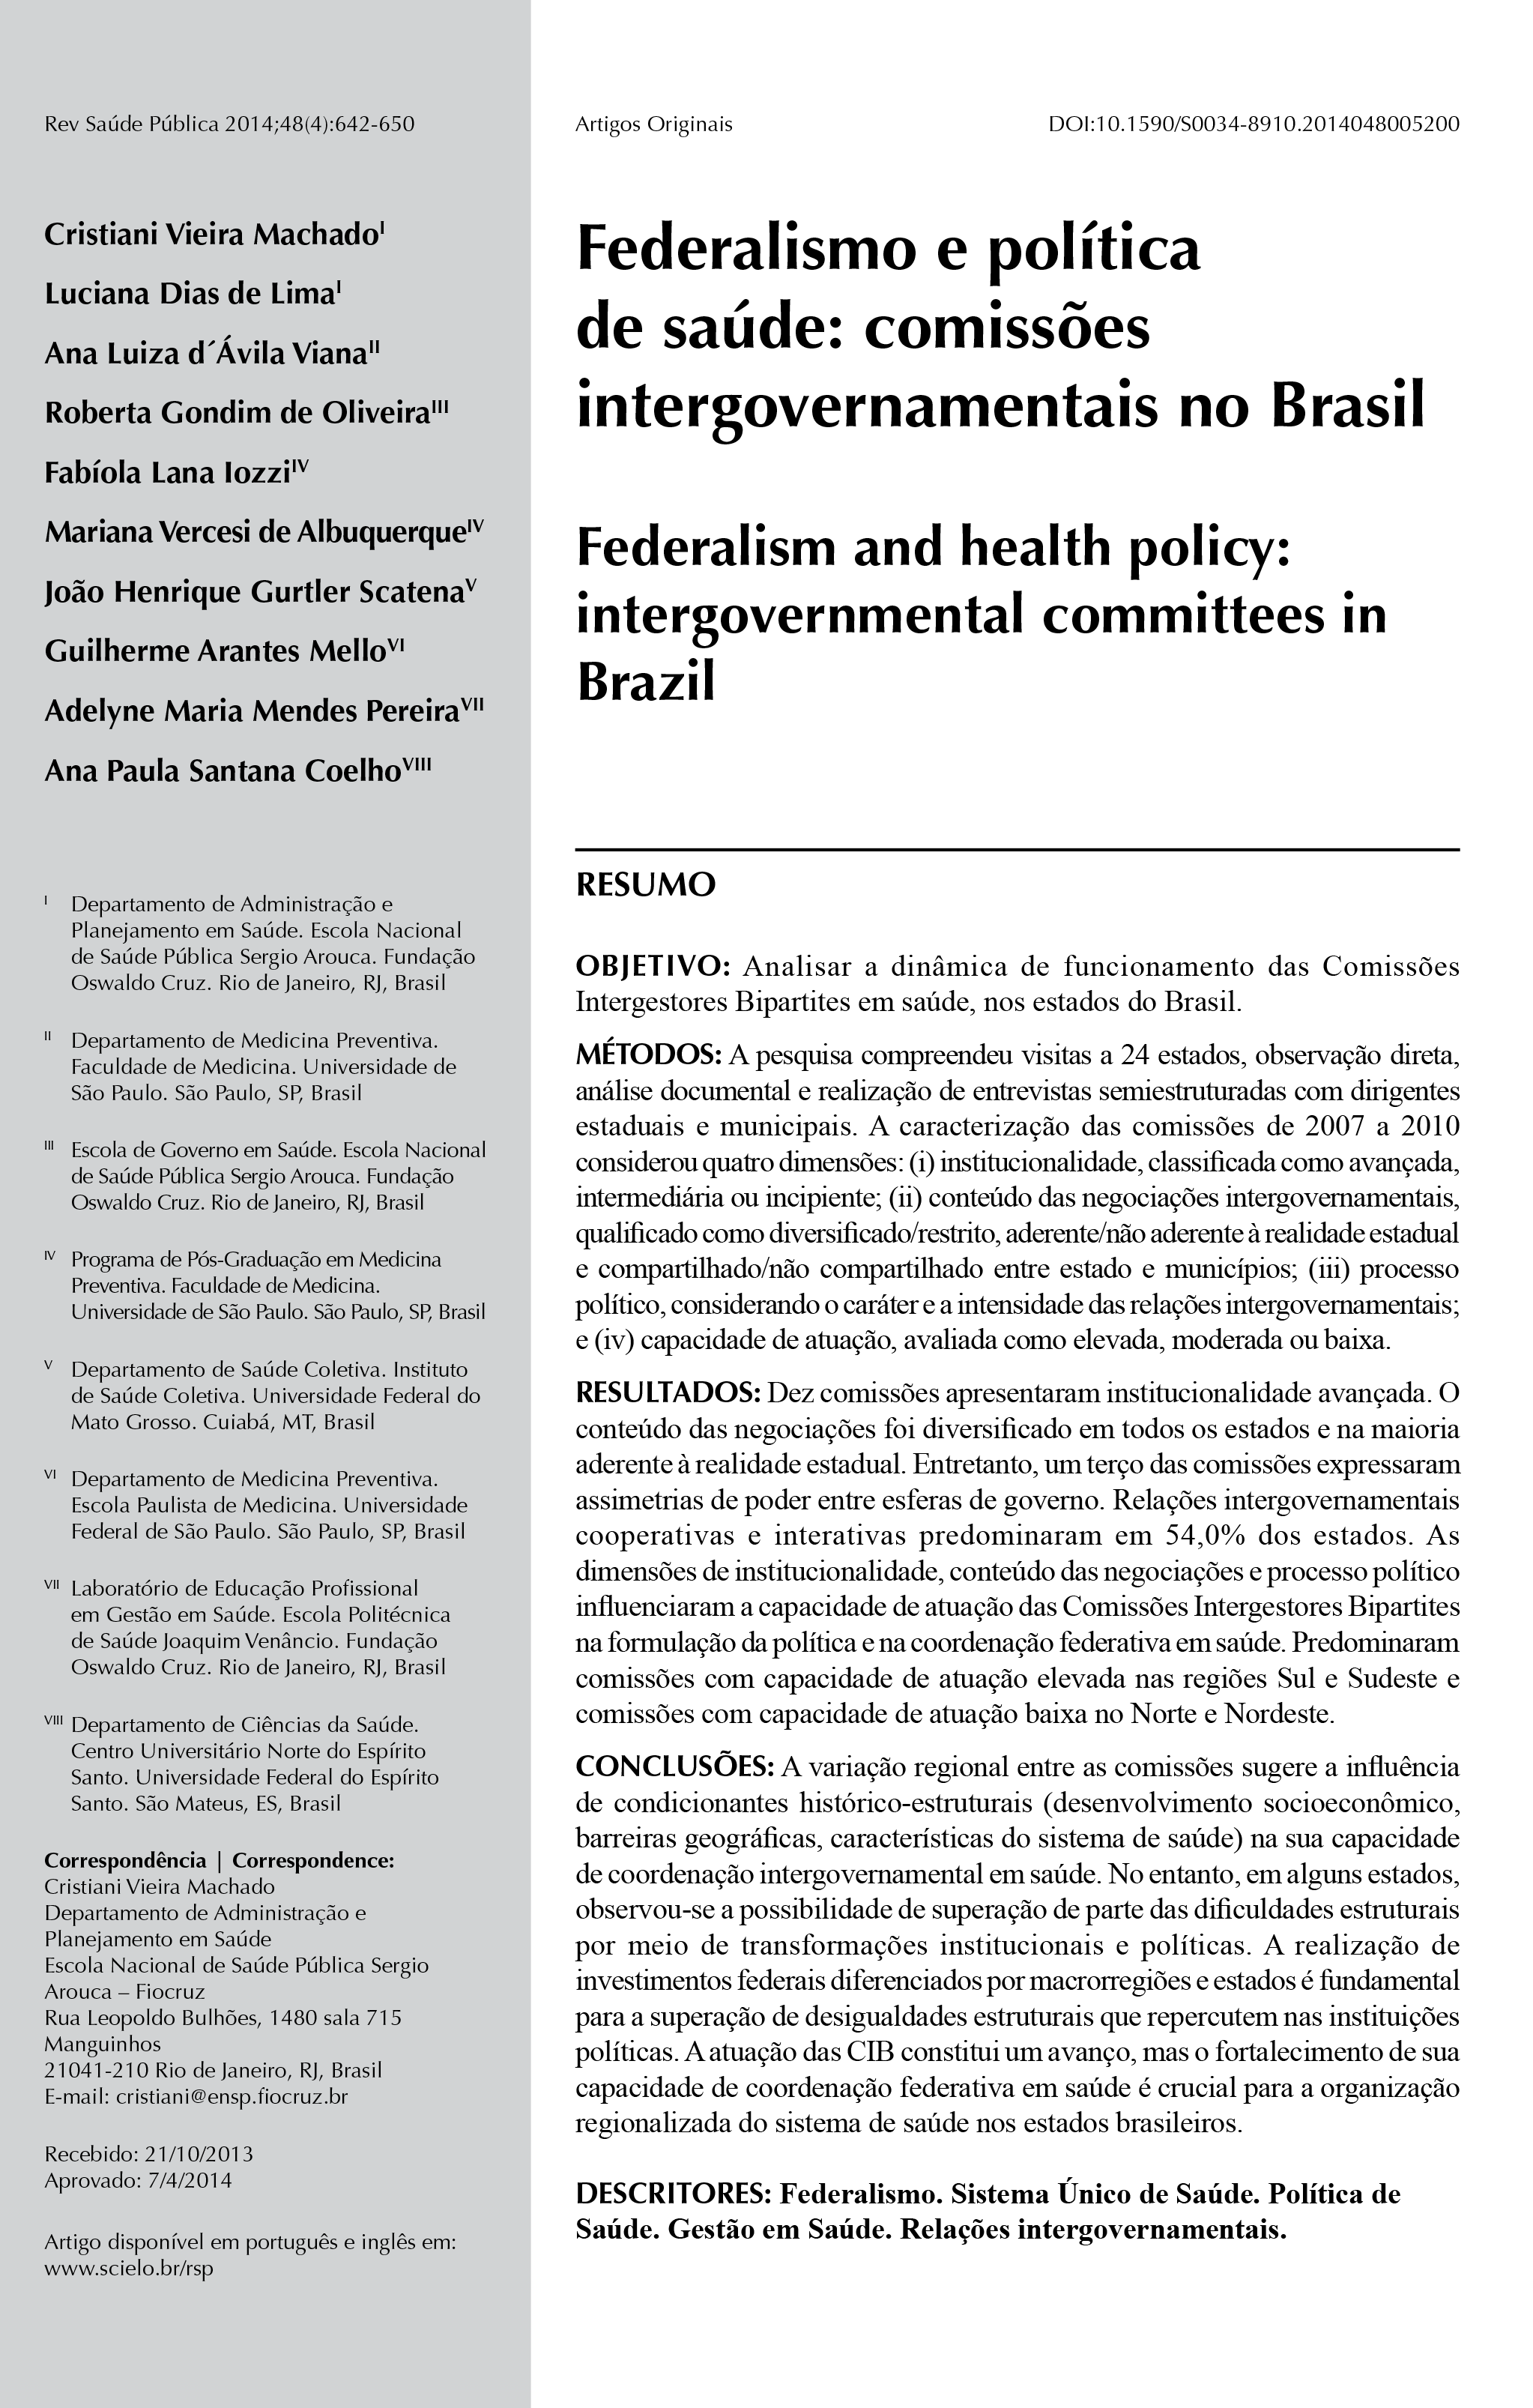 Rev Saúde Pública 2014;48(4):642-650
Artigos Originais
DOI:10.1590/S0034-8910.2014048005200
Cristiani Vieira Machado^I
Luciana Dias de Lima^I
Ana Luiza d´Ávila Viana^II
Roberta Gondim de Oliveira^III
Fabíola Lana Iozzi^IV
Mariana Vercesi de Albuquerque^IV
João Henrique Gurtler Scatena^V
Guilherme Arantes Mello^VI
Adelyne Maria Mendes Pereira^VII
Ana Paula Santana Coelho^VIII
I Departamento de Administração e
Planejamento em Saúde. Escola Nacional
de Saúde Pública Sergio Arouca. Fundação
Oswaldo Cruz. Rio de Janeiro, RJ, Brasil
II Departamento de Medicina Preventiva.
Faculdade de Medicina. Universidade de
São Paulo. São Paulo, SP, Brasil
III Escola de Governo em Saúde. Escola Nacional
de Saúde Pública Sergio Arouca. Fundação
Oswaldo Cruz. Rio de Janeiro, RJ, Brasil
IV Programa de Pós-Graduação em Medicina
Preventiva. Faculdade de Medicina.
Universidade de São Paulo. São Paulo, SP, Brasil
V Departamento de Saúde Coletiva. Instituto
de Saúde Coletiva. Universidade Federal do
Mato Grosso. Cuiabá, MT, Brasil
VI Departamento de Medicina Preventiva.
Escola Paulista de Medicina. Universidade
Federal de São Paulo. São Paulo, SP, Brasil
VII Laboratório de Educação Profissional
em Gestão em Saúde. Escola Politécnica
de Saúde Joaquim Venâncio. Fundação
Oswaldo Cruz. Rio de Janeiro, RJ, Brasil
VIII Departamento de Ciências da Saúde.
Centro Universitário Norte do Espírito
Santo. Universidade Federal do Espírito
Santo. São Mateus, ES, Brasil
Correspondência | Correspondence:
Cristiani Vieira Machado
Departamento de Administração e
Planejamento em Saúde
Escola Nacional de Saúde Pública Sergio
Arouca – Fiocruz
Rua Leopoldo Bulhões, 1480 sala 715
Manguinhos
21041-210 Rio de Janeiro, RJ, Brasil
E-mail: cristiani@ensp.fiocruz.br
Recebido: 21/10/2013
Aprovado: 7/4/2014
Artigo disponível em português e inglês em:
www.scielo.br/rsp
Federalismo e política
de saúde: comissões
intergovernamentais no Brasil
Federalism and health policy:
intergovernmental committees in
Brazil
RESUMO
OBJETIVO: Analisar a dinâmica de funcionamento das Comissões
Intergestores Bipartites em saúde, nos estados do Brasil.
MÉTODOS: A pesquisa compreendeu visitas a 24 estados, observação direta,
análise documental e realização de entrevistas semiestruturadas com dirigentes
estaduais e municipais. A caracterização das comissões de 2007 a 2010
considerou quatro dimensões: (i) institucionalidade, classificada como avançada,
intermediária ou incipiente; (ii) conteúdo das negociações intergovernamentais,
qualificado como diversificado/restrito, aderente/não aderente à realidade estadual
e compartilhado/não compartilhado entre estado e municípios; (iii) processo
político, considerando o caráter e a intensidade das relações intergovernamentais;
e (iv) capacidade de atuação, avaliada como elevada, moderada ou baixa.
RESULTADOS: Dez comissões apresentaram institucionalidade avançada. O
conteúdo das negociações foi diversificado em todos os estados e na maioria
aderente à realidade estadual. Entretanto, um terço das comissões expressaram
assimetrias de poder entre esferas de governo. Relações intergovernamentais
cooperativas e interativas predominaram em 54,0% dos estados. As
dimensões de institucionalidade, conteúdo das negociações e processo político
influenciaram a capacidade de atuação das Comissões Intergestores Bipartites
na formulação da política e na coordenação federativa em saúde. Predominaram
comissões com capacidade de atuação elevada nas regiões Sul e Sudeste e
comissões com capacidade de atuação baixa no Norte e Nordeste.
CONCLUSÕES: A variação regional entre as comissões sugere a influência
de condicionantes histórico-estruturais (desenvolvimento socioeconômico,
barreiras geográficas, características do sistema de saúde) na sua capacidade
de coordenação intergovernamental em saúde. No entanto, em alguns estados,
observou-se a possibilidade de superação de parte das dificuldades estruturais
por meio de transformações institucionais e políticas. A realização de
investimentos federais diferenciados por macrorregiões e estados é fundamental
para a superação de desigualdades estruturais que repercutem nas instituições
políticas. A atuação das CIB constitui um avanço, mas o fortalecimento de sua
capacidade de coordenação federativa em saúde é crucial para a organização
regionalizada do sistema de saúde nos estados brasileiros.
DESCRITORES: Federalismo. Sistema Único de Saúde. Política de
Saúde. Gestão em Saúde. Relações intergovernamentais.